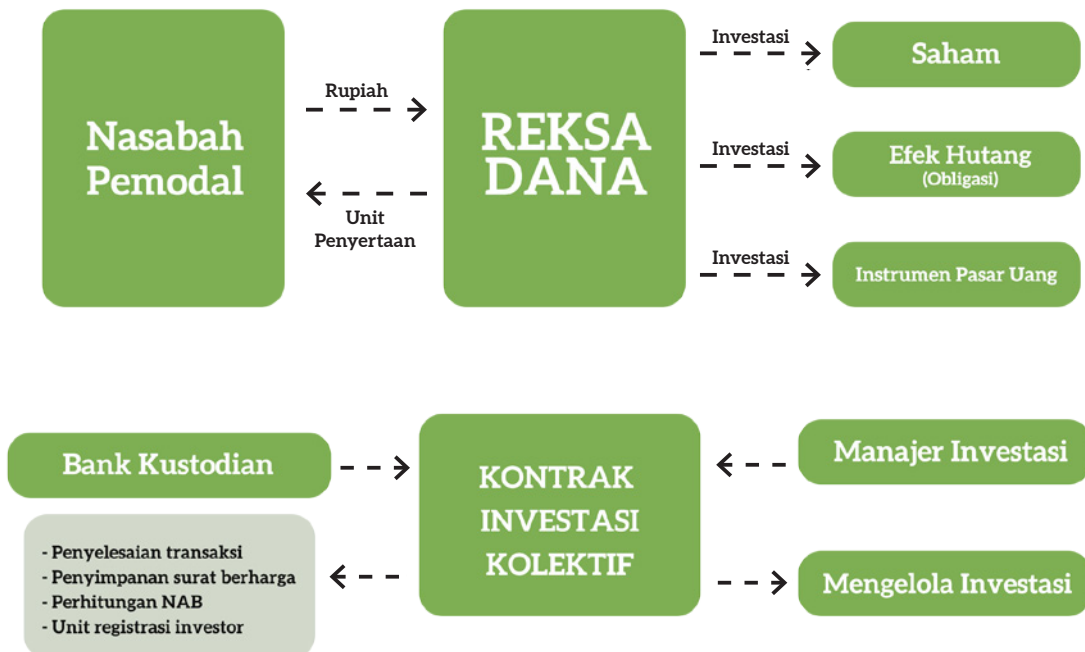 Nasabah
Pemodal
Rupiah
Unit
Penyertaan
REKSA
DANA
Investasi
Saham
Investasi
Efek Hutang
(Obligasi)
Investasi
Instrumen Pasar Uang
Bank Kustodian
- Penyelesaian transaksi
- Penyimpanan surat berharga
- Perhitungan NAB
- Unit registrasi investor
KONTRAK
INVESTASI
KOLEKTIF
Manajer Investasi
Mengelola Investasi